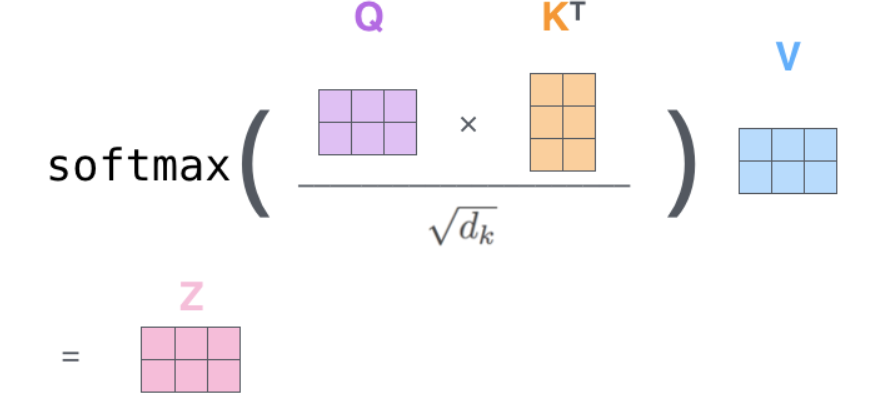 Q Kᵀ
V
softmax( × )
√dₖ
Z
=